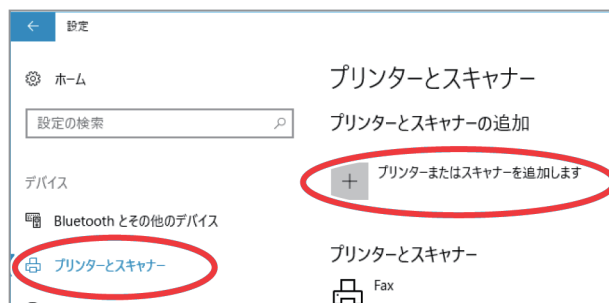 設定
ホーム
設定の検索
デバイス
Bluetooth とその他のデバイス
プリンターとスキャナー
プリンターとスキャナー
プリンターとスキャナーの追加
プリンターまたはスキャナーを追加します
プリンターとスキャナー
Fax